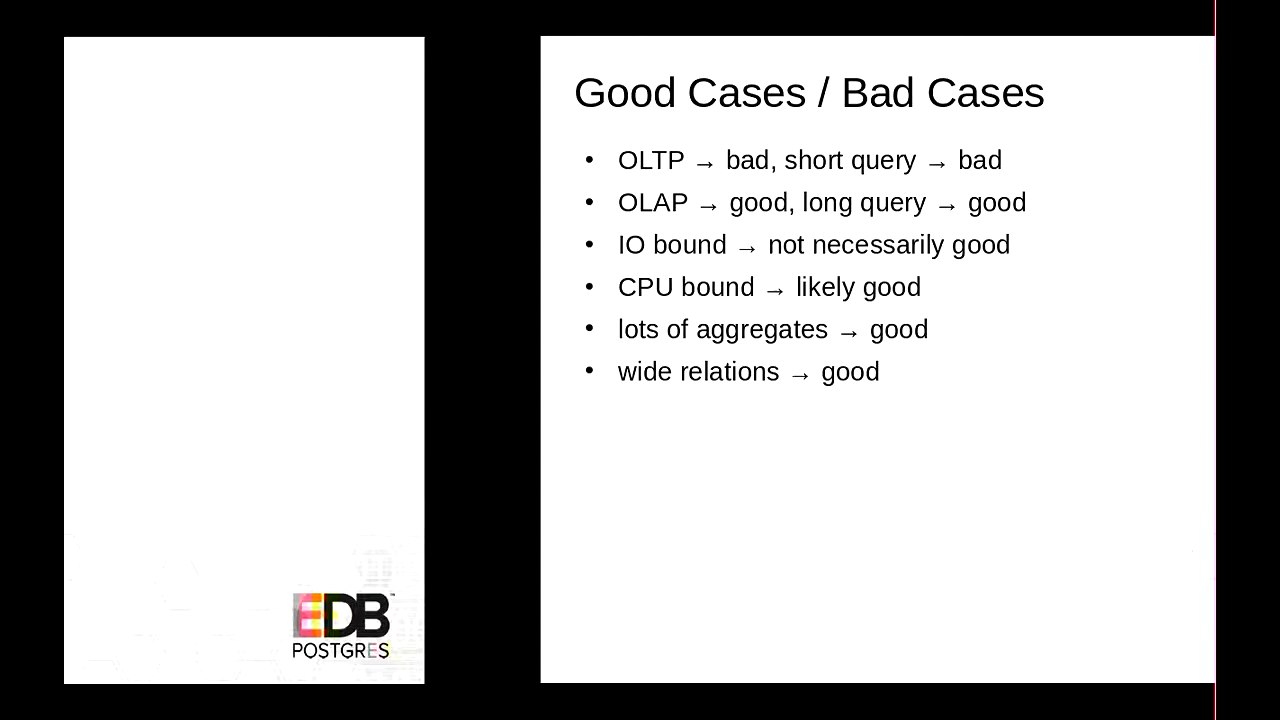 Good Cases / Bad Cases
• OLTP → bad, short query → bad
• OLAP → good, long query → good
• IO bound → not necessarily good
• CPU bound → likely good
• lots of aggregates → good
• wide relations → good
EDB™
POSTGRES